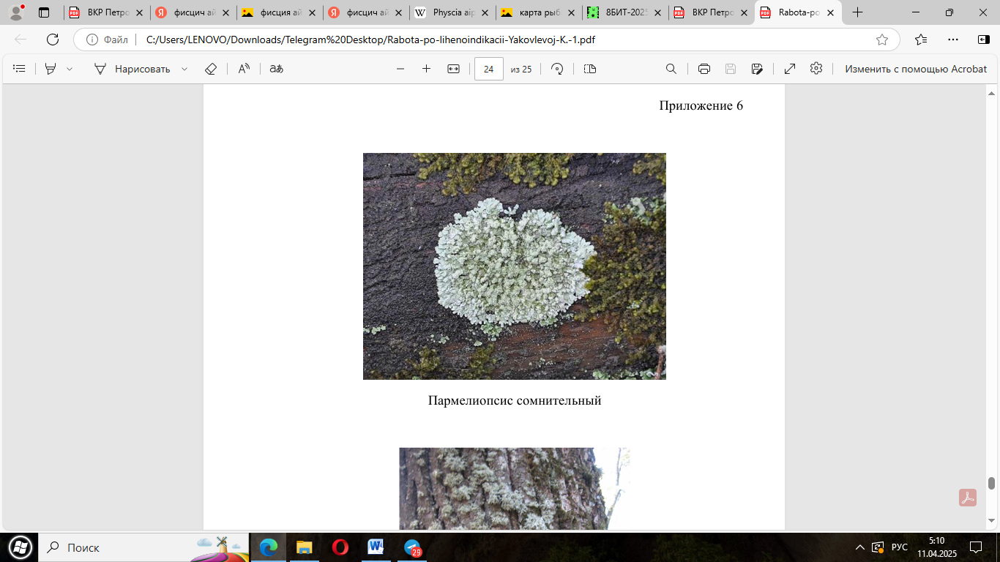 ВКР Петро
фисцич ай
фисция ай
фисцич ай
Physcia aip
карта рыб
8БИТ-2025
ВКР Петро
Rabota-po
Файл
C:/Users/LENOVO/Downloads/Telegram%20Desktop/Rabota-po-lihenoindikacii-Yakovlevoj-K.-1.pdf
Нарисовать
24
из 25
Изменить с помощью Acrobat
Приложение 6
Пармелиопсис сомнительный
Поиск
29
РУС
5:10
11.04.2025